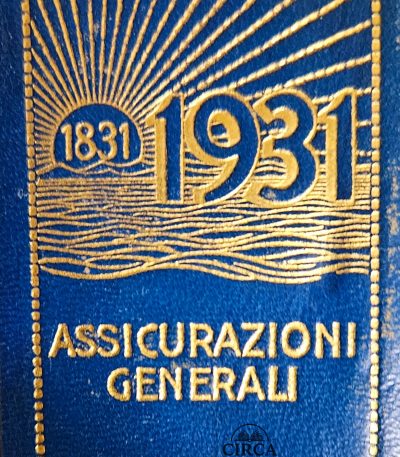 1831 1931
ASSICURAZIONI
GENERALI
CIRCA